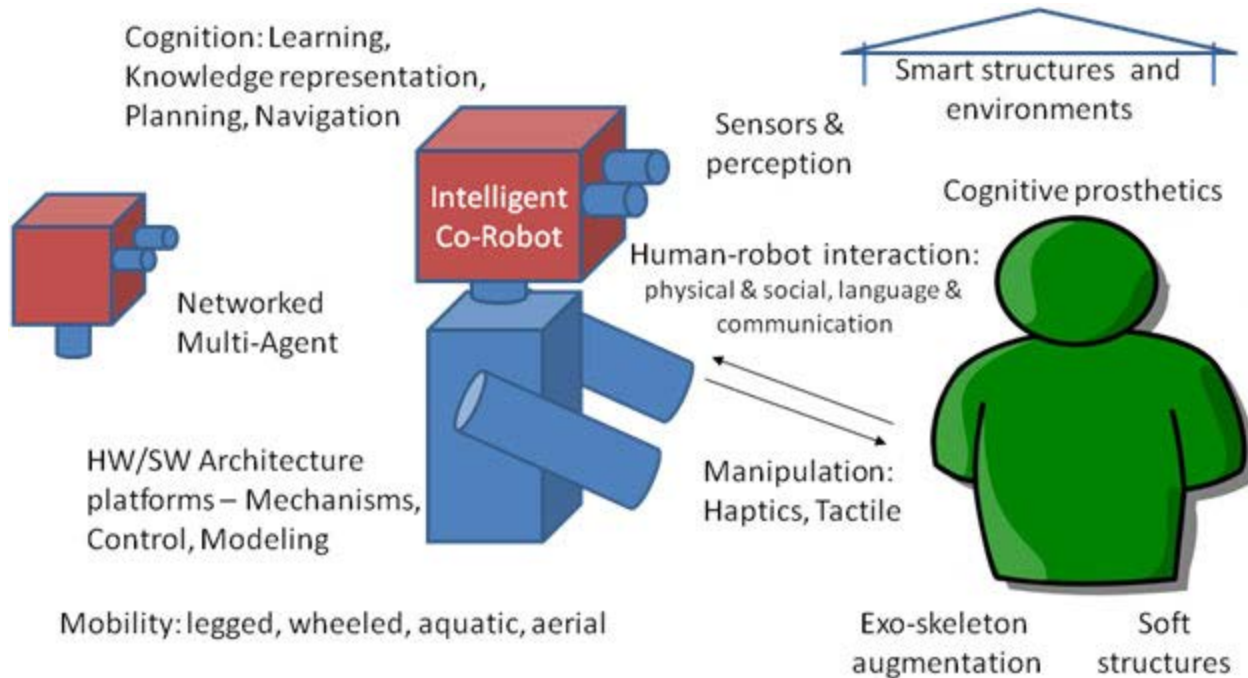 Cognition: Learning,
Knowledge representation,
Planning, Navigation
Smart structures and
environments
Sensors &
perception
Intelligent
Co-Robot
Cognitive prosthetics
Human-robot interaction:
physical & social, language &
communication
Networked
Multi-Agent
HW/SW Architecture
platforms – Mechanisms,
Control, Modeling
Manipulation:
Haptics, Tactile
Mobility: legged, wheeled, aquatic, aerial
Exo-skeleton
augmentation
Soft
structures